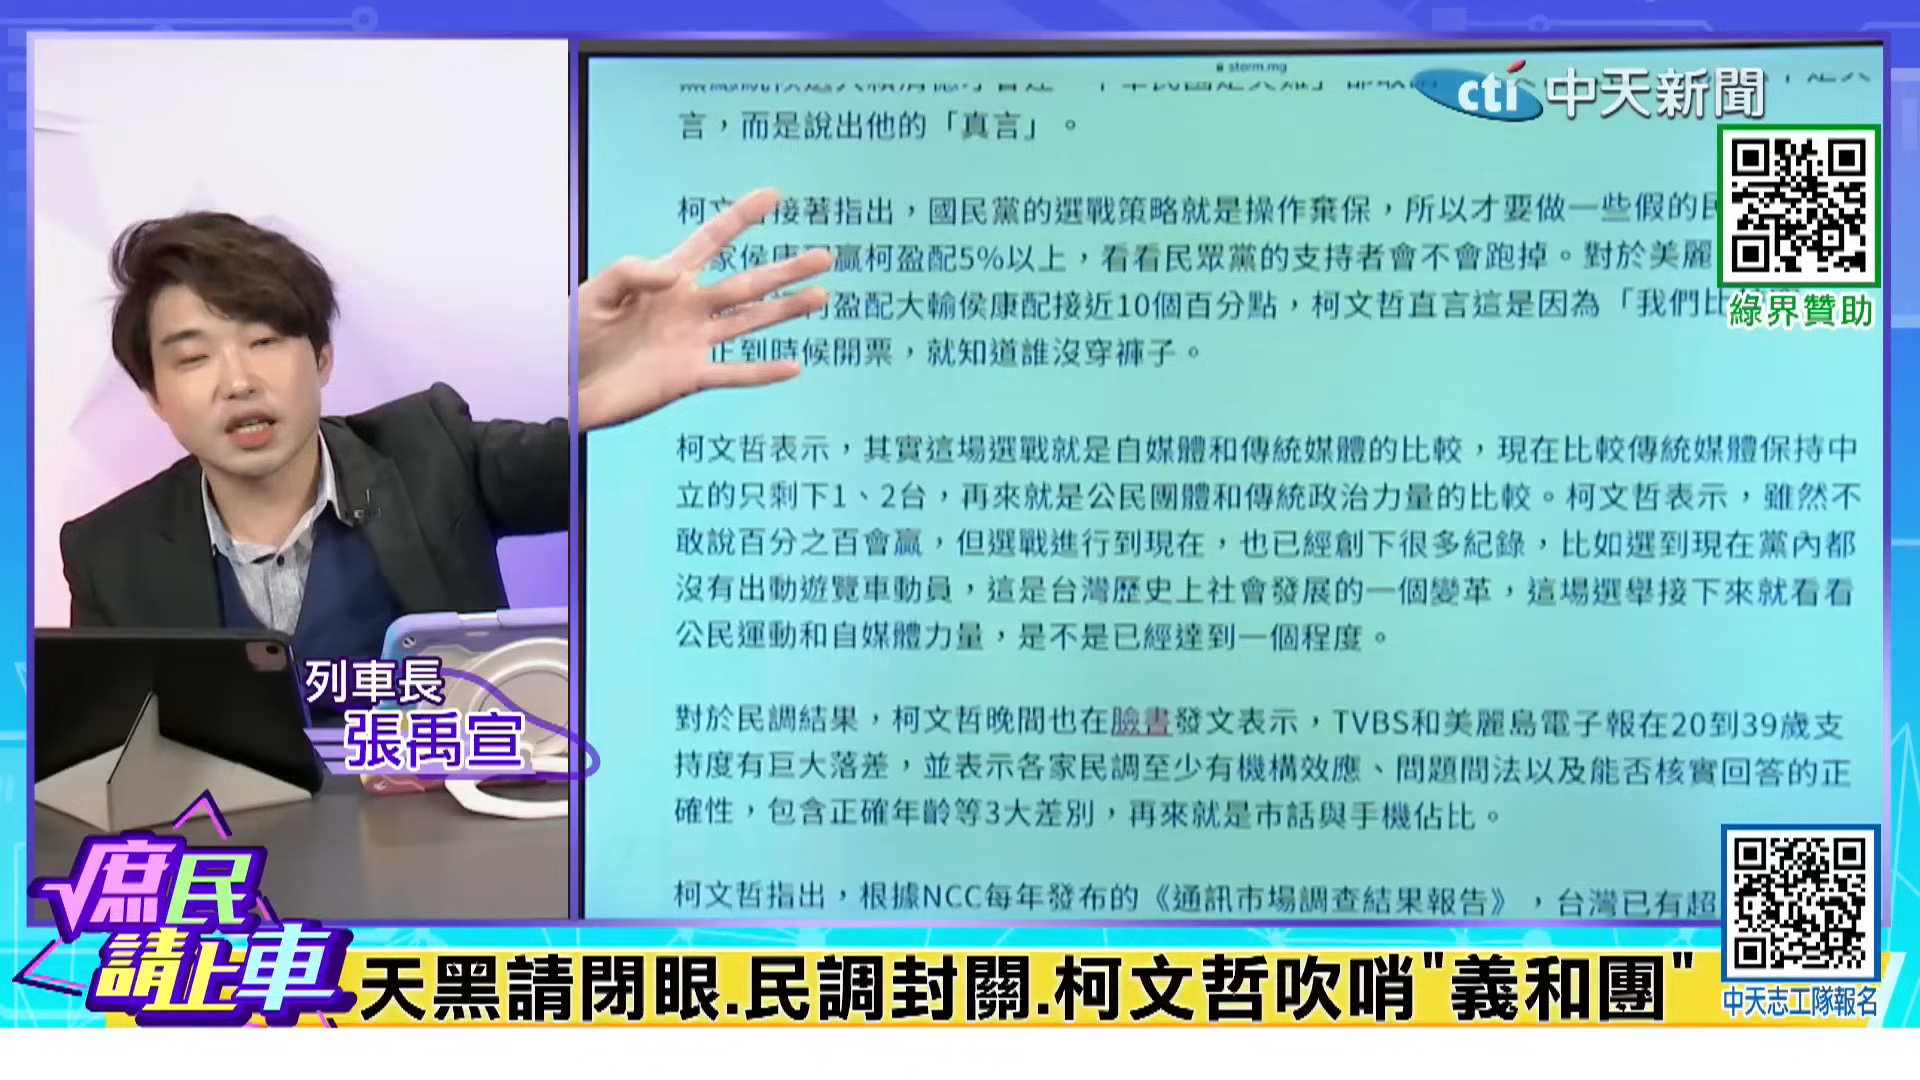 storm.mg
cti 中天新聞
言，而是說出他的「真言」。
柯文 接著指出，國民黨的選戰策略就是操作棄保，所以才要做一些假的民
家侯康配贏柯盈配5%以上，看看民眾黨的支持者會不會跑掉。對於美麗
柯盈配大輸侯康配接近10個百分點，柯文哲直言這是因為「我們比
正到時候開票，就知道誰沒穿褲子。
柯文哲表示，其實這場選戰就是自媒體和傳統媒體的比較，現在比較傳統媒體保持中
立的只剩下1、2台，再來就是公民團體和傳統政治力量的比較。柯文哲表示，雖然不
敢說百分之百會贏，但選戰進行到現在，也已經創下很多紀錄，比如選到現在黨內都
沒有出動遊覽車動員，這是台灣歷史上社會發展的一個變革，這場選舉接下來就看看
公民運動和自媒體力量，是不是已經達到一個程度。
對於民調結果，柯文哲晚間也在臉書發文表示，TVBS和美麗島電子報在20到39歲支
持度有巨大落差，並表示各家民調至少有機構效應、問題問法以及能否核實回答的正
確性，包含正確年齡等3大差別，再來就是市話與手機佔比。
柯文哲指出，根據NCC每年發布的《通訊市場調查結果報告》，台灣已有超
綠界贊助
列車長
張禹宣
庶民
請上車
天黑請閉眼.民調封關.柯文哲吹哨"義和團"
中天志工隊報名